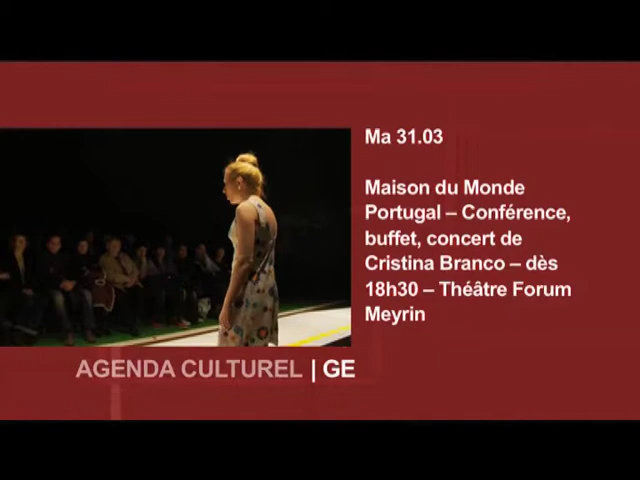 Ma 31.03
Maison du Monde
Portugal – Conférence,
buffet, concert de
Cristina Branco – dès
18h30 – Théâtre Forum
Meyrin
AGENDA CULTUREL | GE